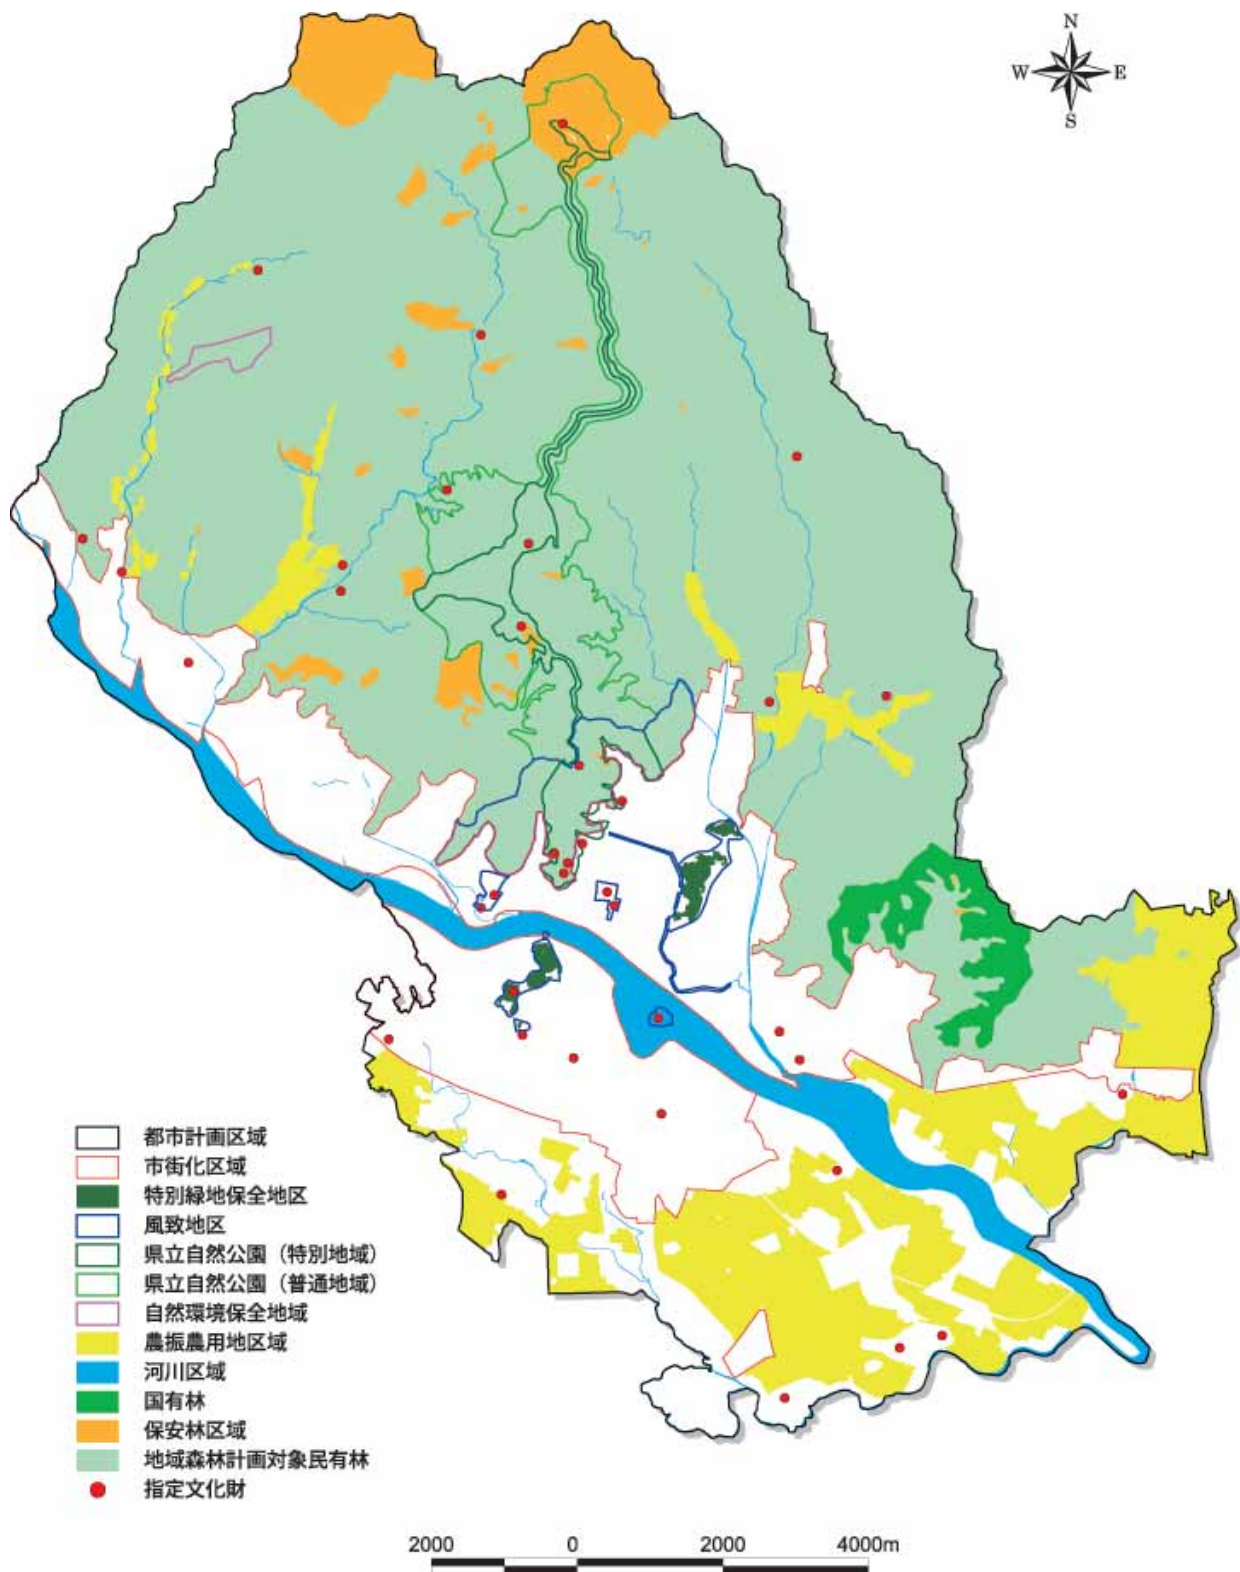 N
W E
S
都市計画区域
市街化区域
特別緑地保全地区
風致地区
県立自然公園（特別地域）
県立自然公園（普通地域）
自然環境保全地域
農振農用地区域
河川区域
国有林
保安林区域
地域森林計画対象民有林
指定文化財
2000 0 2000 4000m